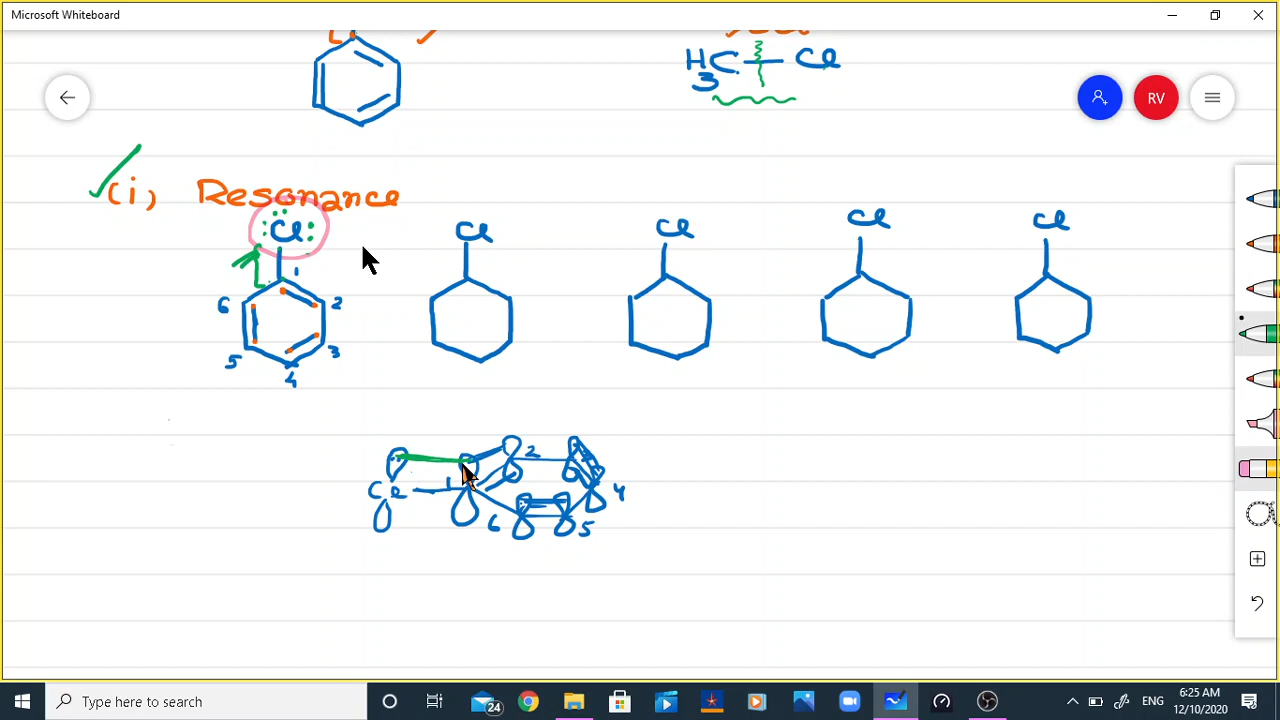 Microsoft Whiteboard
H3C — Cl
RV
(i) Resonance
Cl Cl Cl Cl Cl
1
6 2
5 3
4
2
Cl 1 4
6 5
Type here to search
24
ENG
6:25 AM
12/10/2020